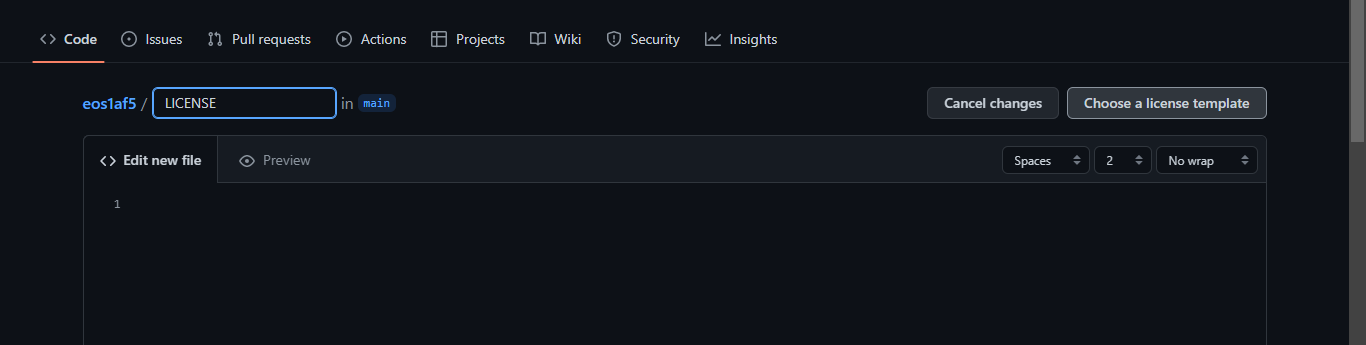 Code Issues Pull requests Actions Projects Wiki Security Insights
eos1af5 / LICENSE in main Cancel changes Choose a license template
Edit new file Preview Spaces 2 No wrap
1